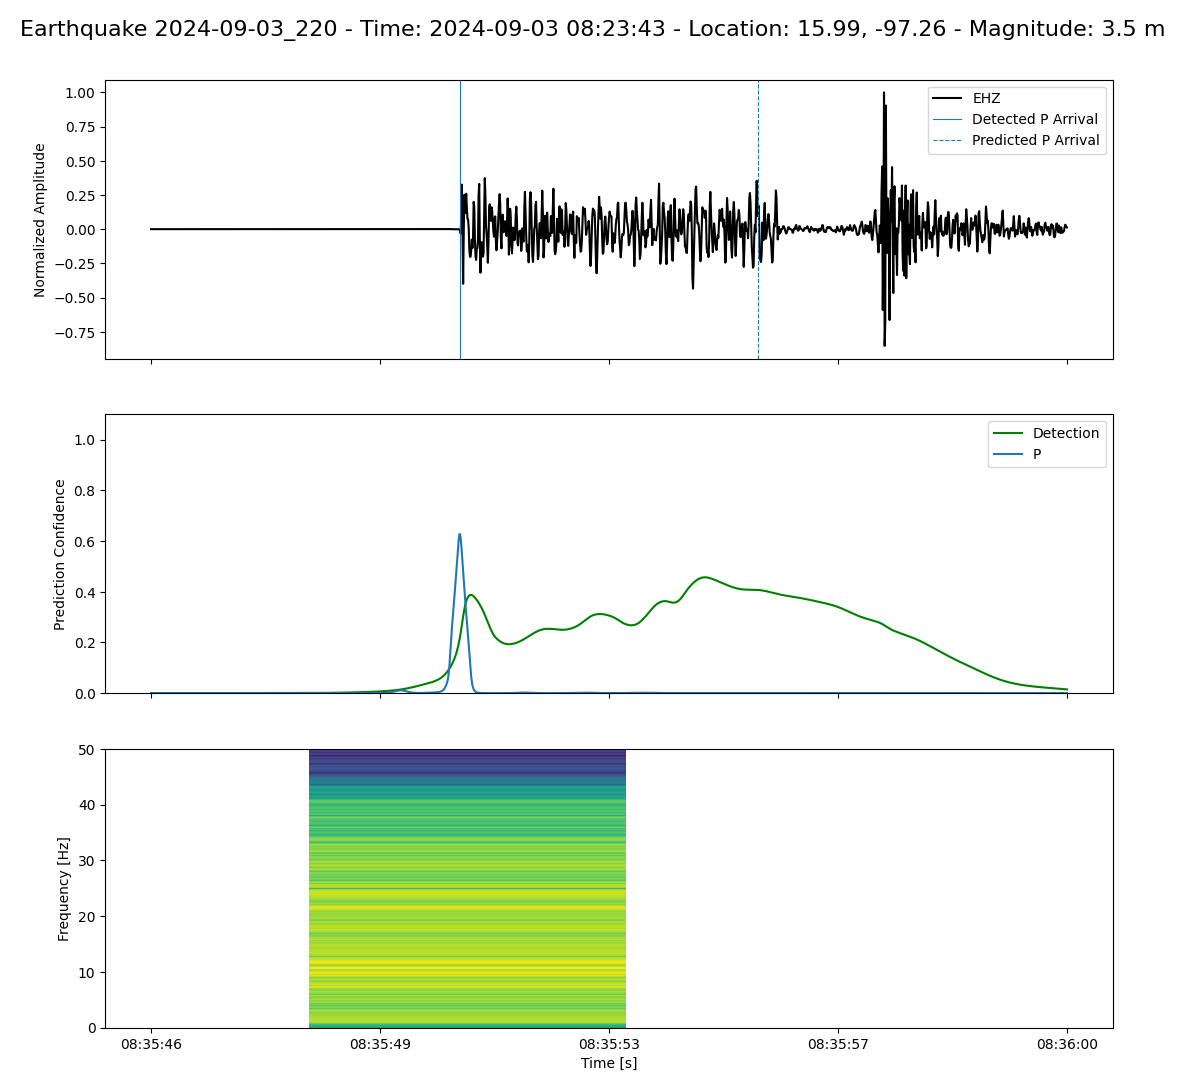 Earthquake 2024-09-03_220 - Time: 2024-09-03 08:23:43 - Location: 15.99, -97.26 - Magnitude: 3.5 m
Normalized Amplitude
1.00
0.75
0.50
0.25
0.00
−0.25
−0.50
−0.75
EHZ
Detected P Arrival
Predicted P Arrival
Prediction Confidence
1.0
0.8
0.6
0.4
0.2
0.0
Detection
P
Frequency [Hz]
50
40
30
20
10
0
08:35:46 08:35:49 08:35:53 08:35:57 08:36:00
Time [s]